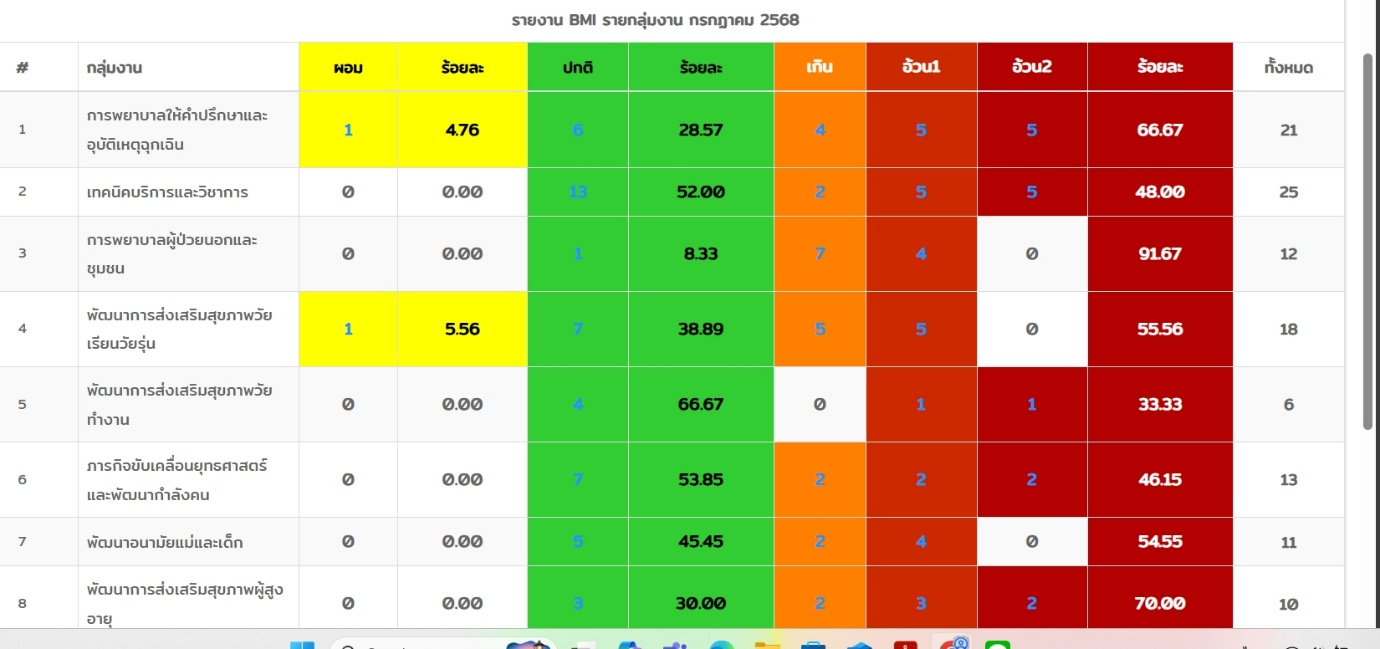 รายงาน BMI รายกลุ่มงาน กรกฎาคม 2568
# กลุ่มงาน ผอม ร้อยละ ปกติ ร้อยละ เกิน อ้วน1 อ้วน2 ร้อยละ ทั้งหมด
1 การพยาบาลให้คำปรึกษาและ 1 4.76 6 28.57 4 5 5 66.67 21
อุบัติเหตุฉุกเฉิน
2 เทคนิคบริการและวิชาการ 0 0.00 13 52.00 2 5 5 48.00 25
3 การพยาบาลผู้ป่วยนอกและ 0 0.00 1 8.33 7 4 0 91.67 12
ชุมชน
4 พัฒนาการส่งเสริมสุขภาพวัย 1 5.56 7 38.89 5 5 0 55.56 18
เรียนวัยรุ่น
5 พัฒนาการส่งเสริมสุขภาพวัย 0 0.00 4 66.67 0 1 1 33.33 6
ทำงาน
6 ภารกิจขับเคลื่อนยุทธศาสตร์ 0 0.00 7 53.85 2 2 2 46.15 13
และพัฒนากำลังคน
7 พัฒนาอนามัยแม่และเด็ก 0 0.00 5 45.45 2 4 0 54.55 11
8 พัฒนาการส่งเสริมสุขภาพผู้สูง 0 0.00 3 30.00 2 3 2 70.00 10
อายุ